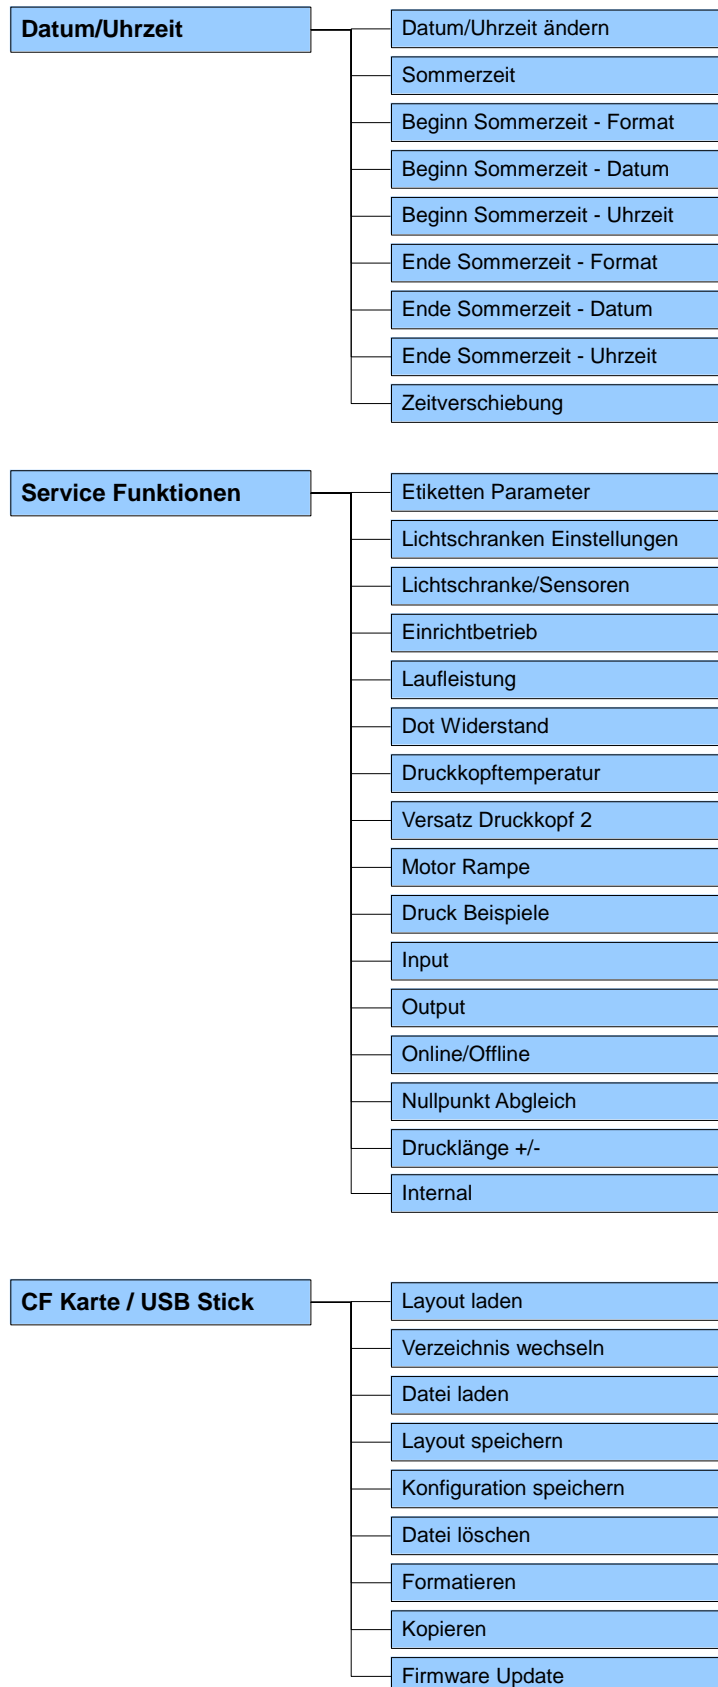 Datum/Uhrzeit
Datum/Uhrzeit ändern
Sommerzeit
Beginn Sommerzeit - Format
Beginn Sommerzeit - Datum
Beginn Sommerzeit - Uhrzeit
Ende Sommerzeit - Format
Ende Sommerzeit - Datum
Ende Sommerzeit - Uhrzeit
Zeitverschiebung
Service Funktionen
Etiketten Parameter
Lichtschranken Einstellungen
Lichtschranke/Sensoren
Einrichtbetrieb
Laufleistung
Dot Widerstand
Druckkopftemperatur
Versatz Druckkopf 2
Motor Rampe
Druck Beispiele
Input
Output
Online/Offline
Nullpunkt Abgleich
Drucklänge +/-
Internal
CF Karte / USB Stick
Layout laden
Verzeichnis wechseln
Datei laden
Layout speichern
Konfiguration speichern
Datei löschen
Formatieren
Kopieren
Firmware Update